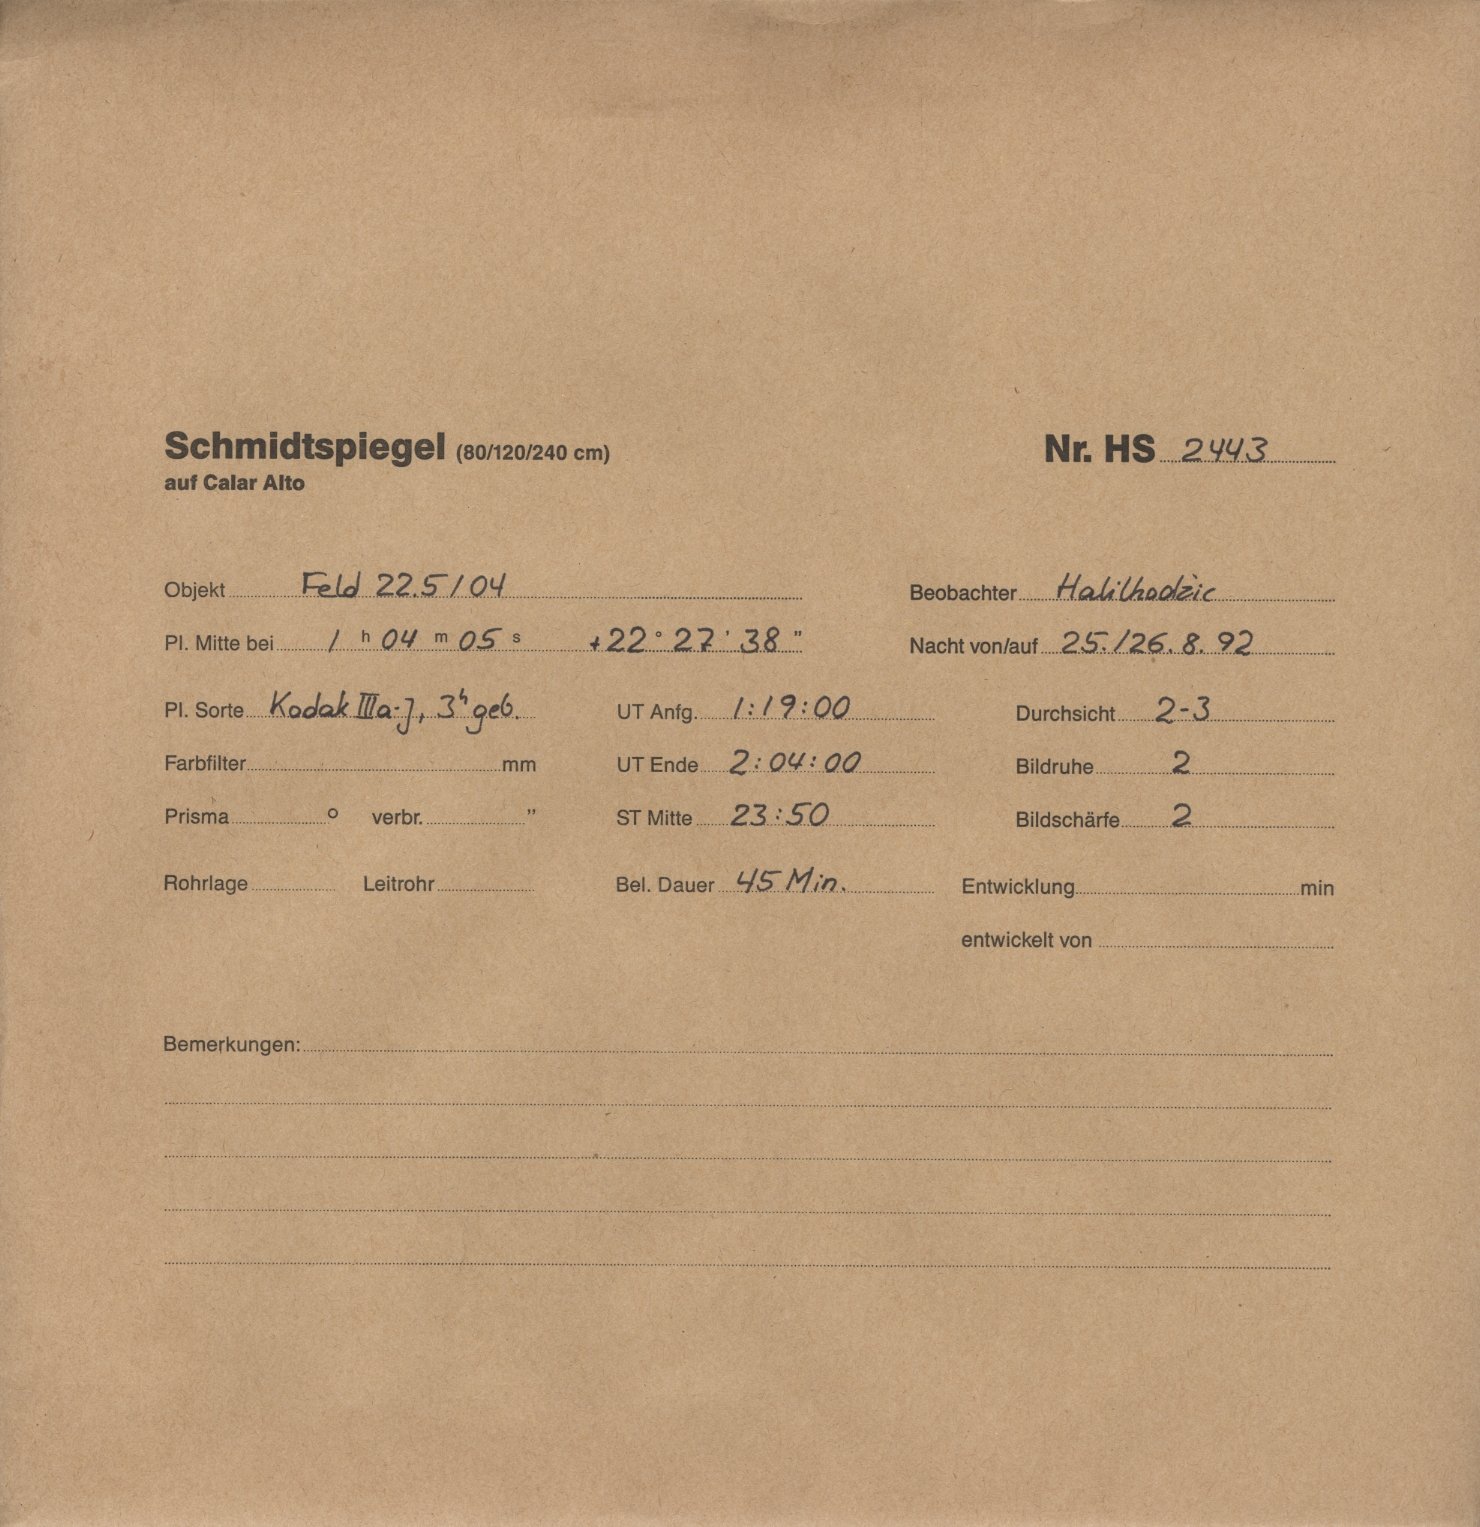 Schmidtspiegel (80/120/240 cm) Nr. HS 2443
auf Calar Alto
Objekt Feld 22.5/04 Beobachter Halilhodžic
Pl. Mitte bei 1 h 04 m 05 s +22° 27' 38" Nacht von/auf 25./26.8.92
Pl. Sorte Kodak IIIa-J, 3h geb. UT Anfg. 1:19:00 Durchsicht 2-3
Farbfilter mm UT Ende 2:04:00 Bildruhe 2
Prisma ° verbr. " ST Mitte 23:50 Bildschärfe 2
Rohrlage Leitrohr Bel. Dauer 45 Min. Entwicklung min
entwickelt von
Bemerkungen: